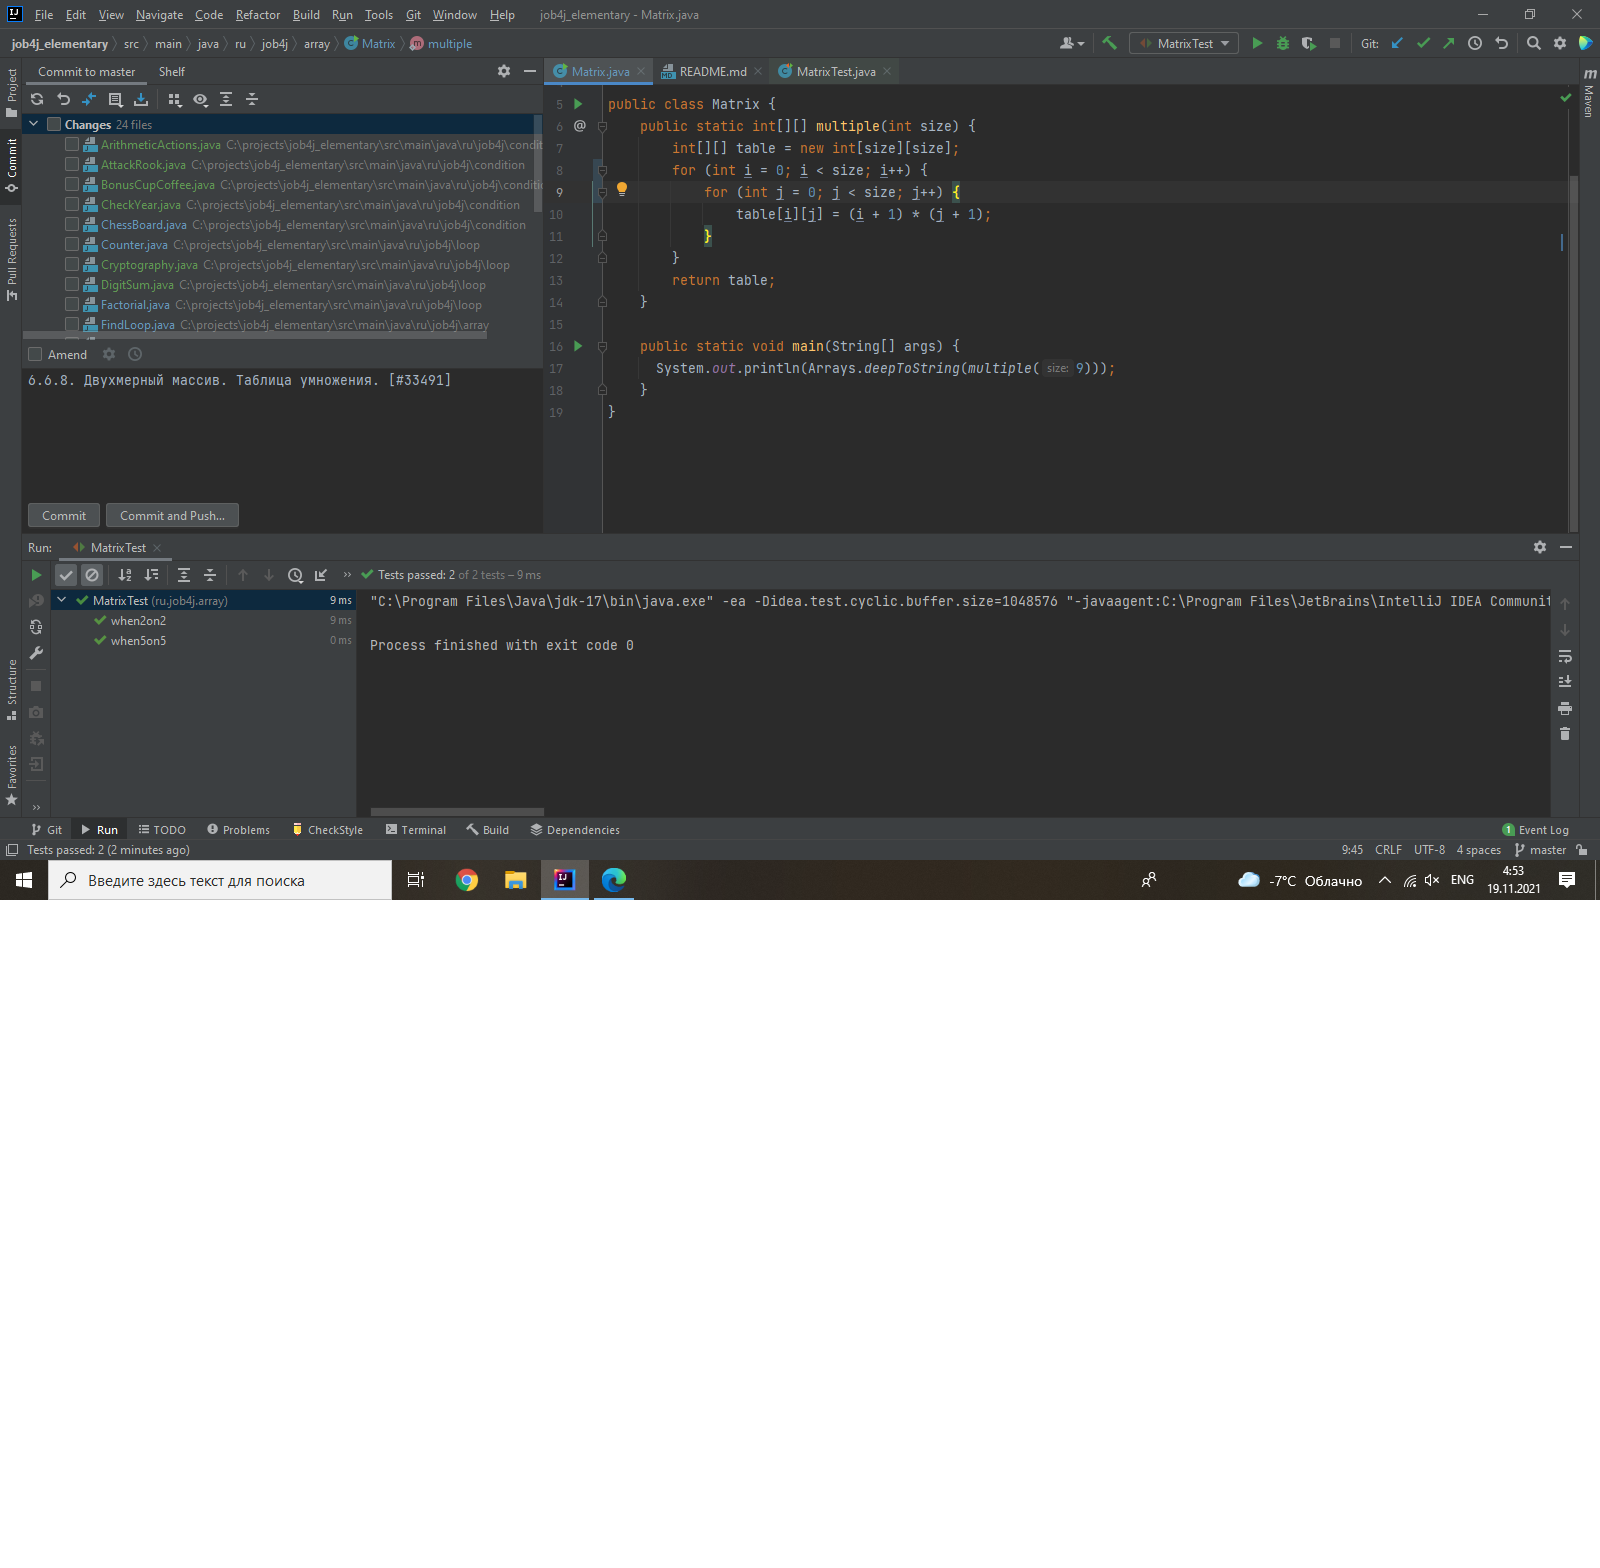 File Edit View Navigate Code Refactor Build Run Tools Git Window Help job4j_elementary - Matrix.java
job4j_elementary src main java ru job4j array Matrix multiple MatrixTest Git:
Project
Commit
Pull Requests
Structure
Favorites
Commit to master Shelf
Changes 24 files
ArithmeticActions.java C:\projects\job4j_elementary\src\main\java\ru\job4j\condit
AttackRook.java C:\projects\job4j_elementary\src\main\java\ru\job4j\condition
BonusCupCoffee.java C:\projects\job4j_elementary\src\main\java\ru\job4j\conditi
CheckYear.java C:\projects\job4j_elementary\src\main\java\ru\job4j\condition
ChessBoard.java C:\projects\job4j_elementary\src\main\java\ru\job4j\condition
Counter.java C:\projects\job4j_elementary\src\main\java\ru\job4j\loop
Cryptography.java C:\projects\job4j_elementary\src\main\java\ru\job4j\loop
DigitSum.java C:\projects\job4j_elementary\src\main\java\ru\job4j\loop
Factorial.java C:\projects\job4j_elementary\src\main\java\ru\job4j\loop
FindLoop.java C:\projects\job4j_elementary\src\main\java\ru\job4j\array
Amend
6.6.8. Двухмерный массив. Таблица умножения. [#33491]
Commit Commit and Push...
Matrix.java README.md MatrixTest.java
5 public class Matrix {
6 @ public static int[][] multiple(int size) {
7 int[][] table = new int[size][size];
8 for (int i = 0; i < size; i++) {
9 for (int j = 0; j < size; j++) {
10 table[i][j] = (i + 1) * (j + 1);
11 }
12 }
13 return table;
14 }
15
16 public static void main(String[] args) {
17 System.out.println(Arrays.deepToString(multiple( size: 9)));
18 }
19 }
m Maven
Run: MatrixTest
Tests passed: 2 of 2 tests – 9 ms
MatrixTest (ru.job4j.array) 9 ms
when2on2 9 ms
when5on5 0 ms
"C:\Program Files\Java\jdk-17\bin\java.exe" -ea -Didea.test.cyclic.buffer.size=1048576 "-javaagent:C:\Program Files\JetBrains\IntelliJ IDEA Communit
Process finished with exit code 0
Git Run TODO Problems CheckStyle Terminal Build Dependencies 1 Event Log
Tests passed: 2 (2 minutes ago) 9:45 CRLF UTF-8 4 spaces master
Введите здесь текст для поиска -7°C Облачно ENG 4:53
19.11.2021